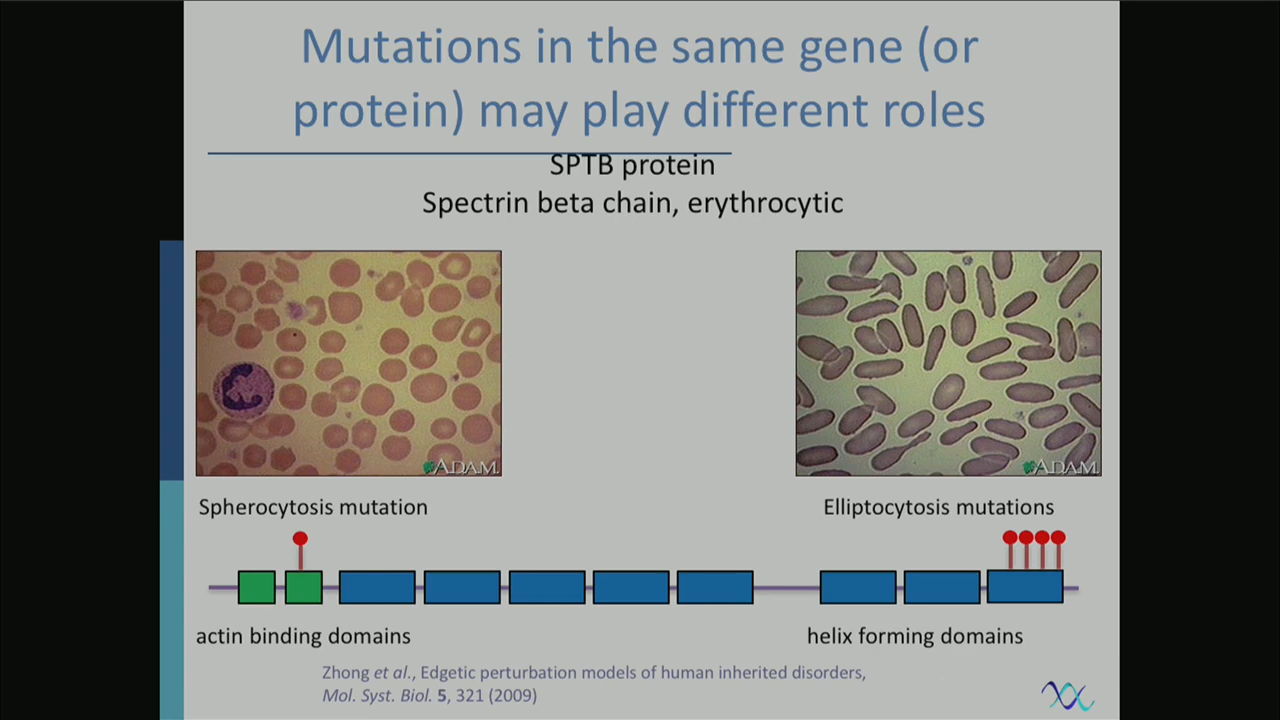 Mutations in the same gene (or
protein) may play different roles
SPTB protein
Spectrin beta chain, erythrocytic
ADAM.
ADAM.
Spherocytosis mutation
Elliptocytosis mutations
actin binding domains
helix forming domains
Zhong et al., Edgetic perturbation models of human inherited disorders,
Mol. Syst. Biol. 5, 321 (2009)